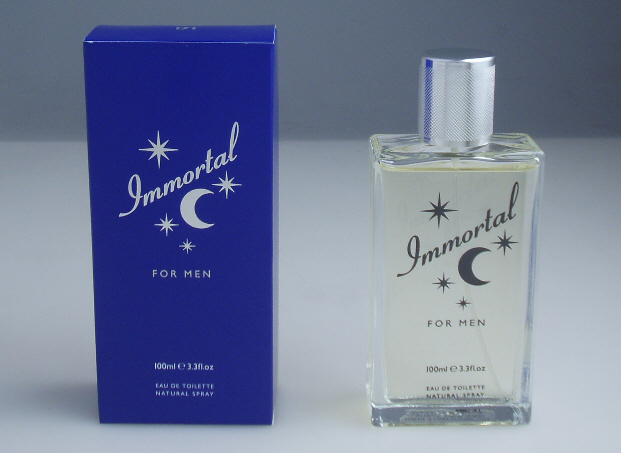 Immortal
FOR MEN
100ml ℮ 3.3fl.oz
EAU DE TOILETTE
NATURAL SPRAY
Immortal
FOR MEN
100ml ℮ 3.3fl.oz
EAU DE TOILETTE
NATURAL SPRAY